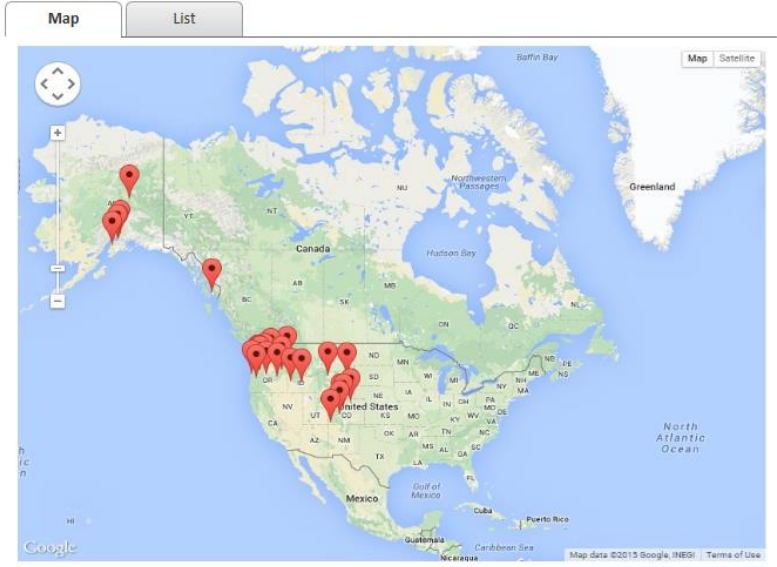 Map
List
Baffin Bay
Map
Satellite
Northwestern
Passages
Greenland
NU
YT
NT
Canada
Hudson Bay
AB
MB
BC
SK
NL
ON
QC
NB
PE
ND
MN
ME
NS
OR
ID
SD
WI
MI
NH
NY
MA
NE
IA
PA
NV
UT
CO
United States
IL
IN
OH
MD
DE
CA
KS
MO
KY
WV
VA
AZ
NM
OK
AR
TN
NC
MS
AL
SC
GA
TX
LA
FL
North
Atlantic
Ocean
Gulf of
Mexico
Mexico
Cuba
Puerto Rico
HI
Guatemala
Caribbean Sea
Nicaragua
Google
Map data ©2015 Google, INEGI
Terms of Use